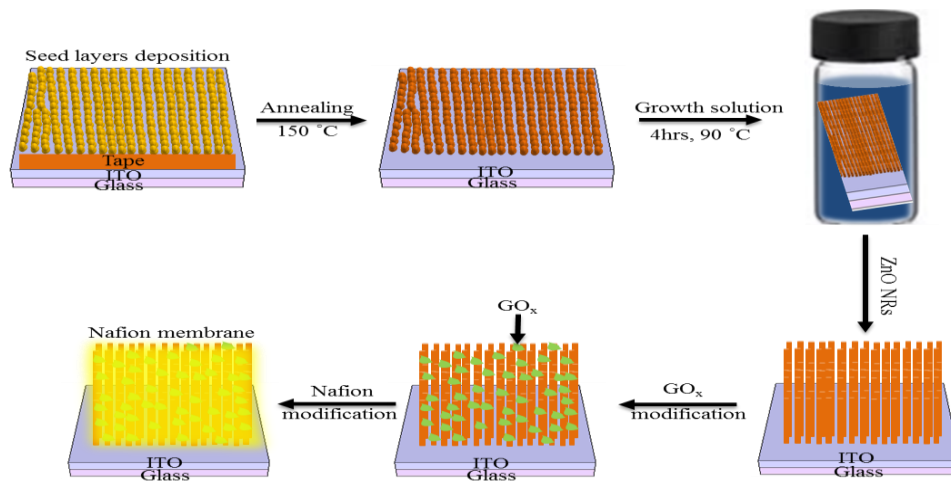 Seed layers deposition
Tape
ITO
Glass
Annealing
150 °C
ITO
Glass
Growth solution
4hrs, 90 °C
ZnO NRs
ITO
Glass
GOx
modification
GOx
ITO
Glass
Nafion
modification
Nafion membrane
ITO
Glass